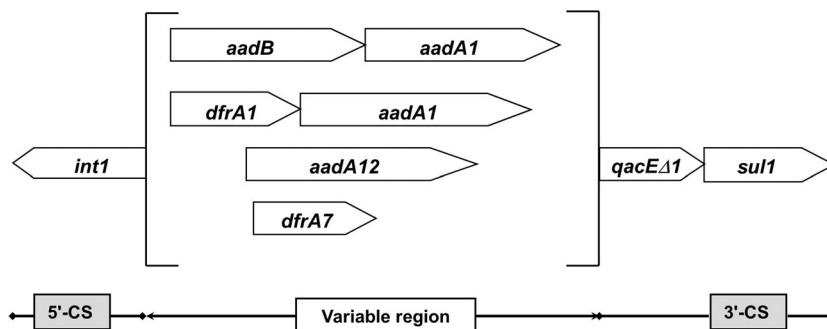 aadB aadA1
dfrA1 aadA1
int1 aadA12 qacEΔ1 sul1
dfrA7
5'-CS Variable region 3'-CS